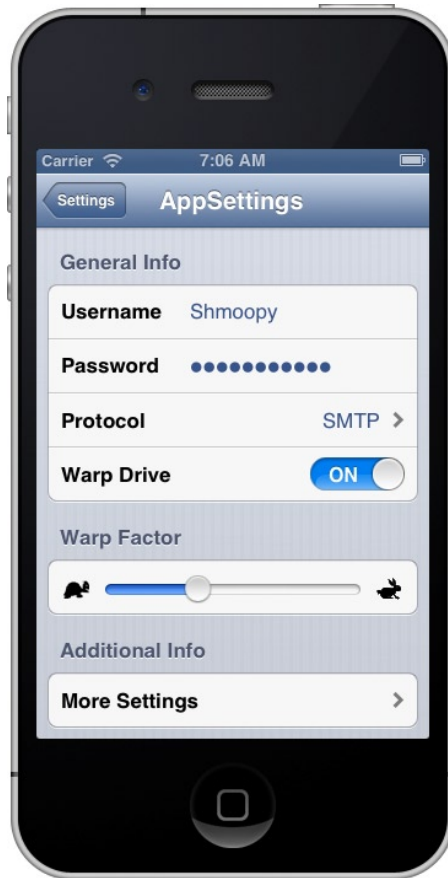 Carrier 7:06 AM
Settings AppSettings
General Info
Username Shmoopy
Password ●●●●●●●●●●●
Protocol SMTP >
Warp Drive ON
Warp Factor
Additional Info
More Settings >